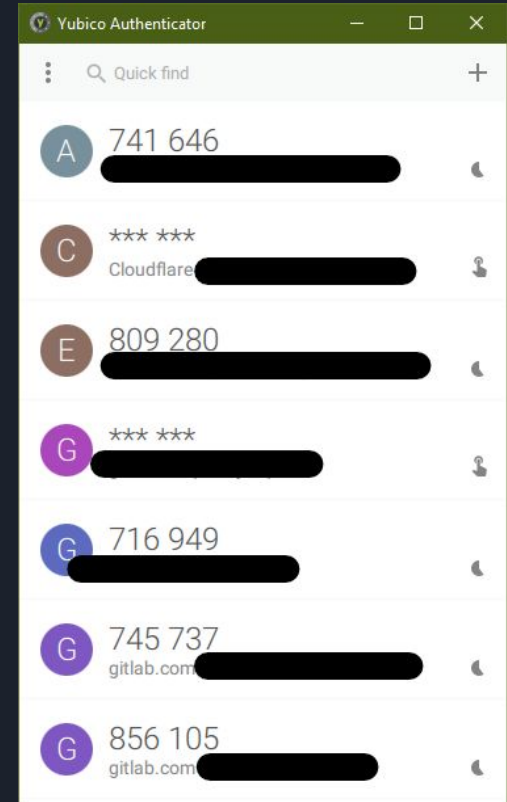 Yubico Authenticator
Quick find
A
741 646
C
*** ***
Cloudflare
E
809 280
G
*** ***
G
716 949
G
745 737
gitlab.com
G
856 105
gitlab.com